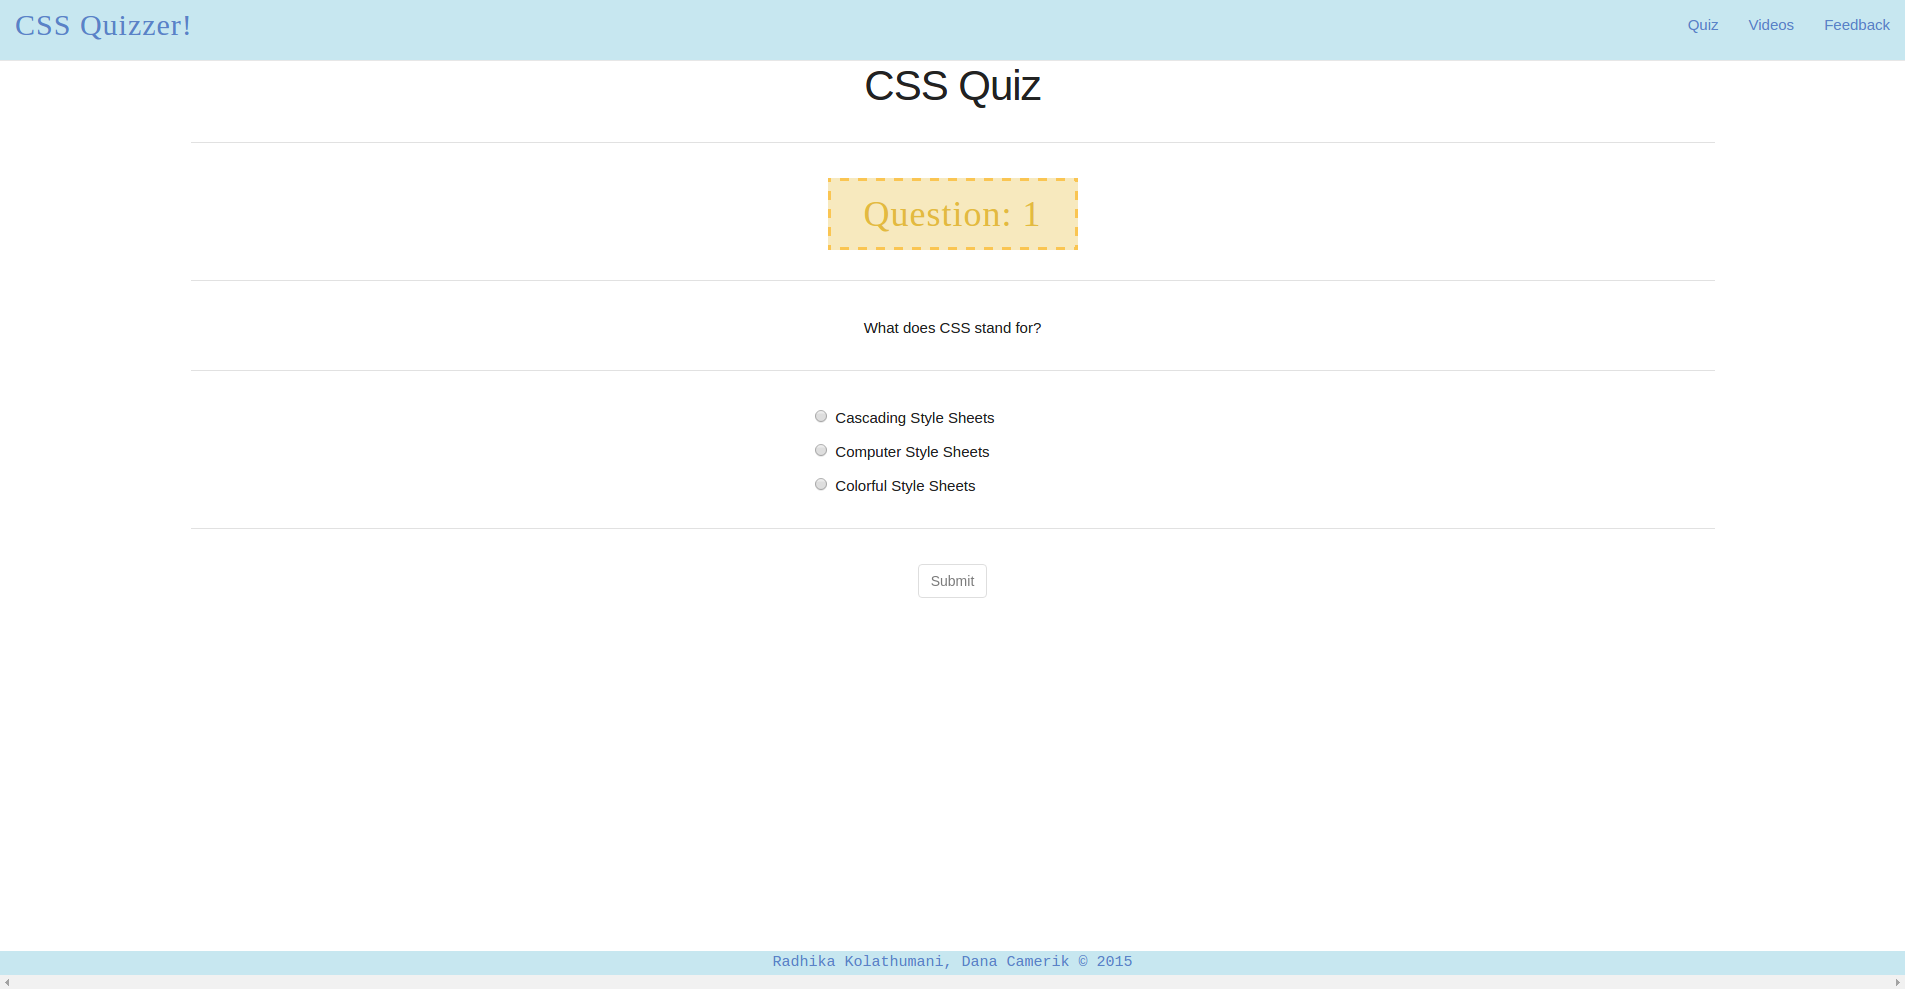 CSS Quizzer!
Quiz
Videos
Feedback
CSS Quiz
Question: 1
What does CSS stand for?
Cascading Style Sheets
Computer Style Sheets
Colorful Style Sheets
Submit
Radhika Kolathumani, Dana Camerik © 2015